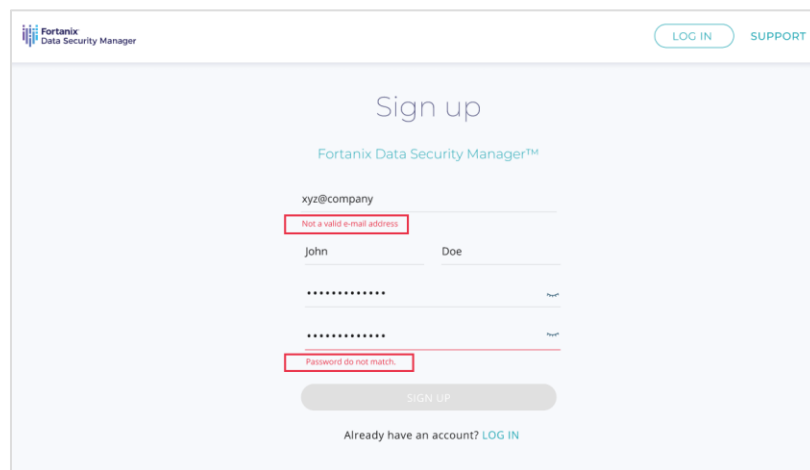 Fortanix
Data Security Manager
LOG IN SUPPORT
Sign up
Fortanix Data Security Manager™
xyz@company
Not a valid e-mail address
John Doe
•••••••••••••
•••••••••••••
Password do not match.
SIGN UP
Already have an account? LOG IN